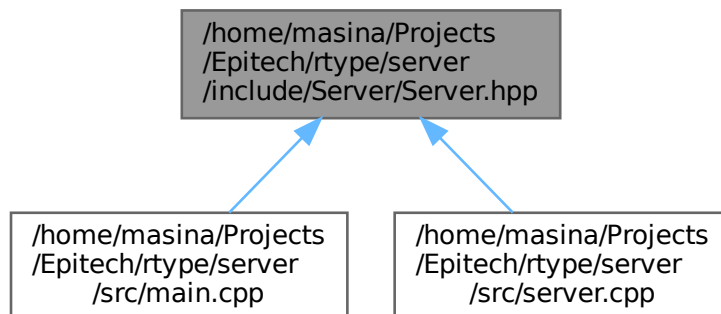 /home/masina/Projects
/Epitech/rtype/server
/include/Server/Server.hpp
/home/masina/Projects
/Epitech/rtype/server
/src/main.cpp
/home/masina/Projects
/Epitech/rtype/server
/src/server.cpp